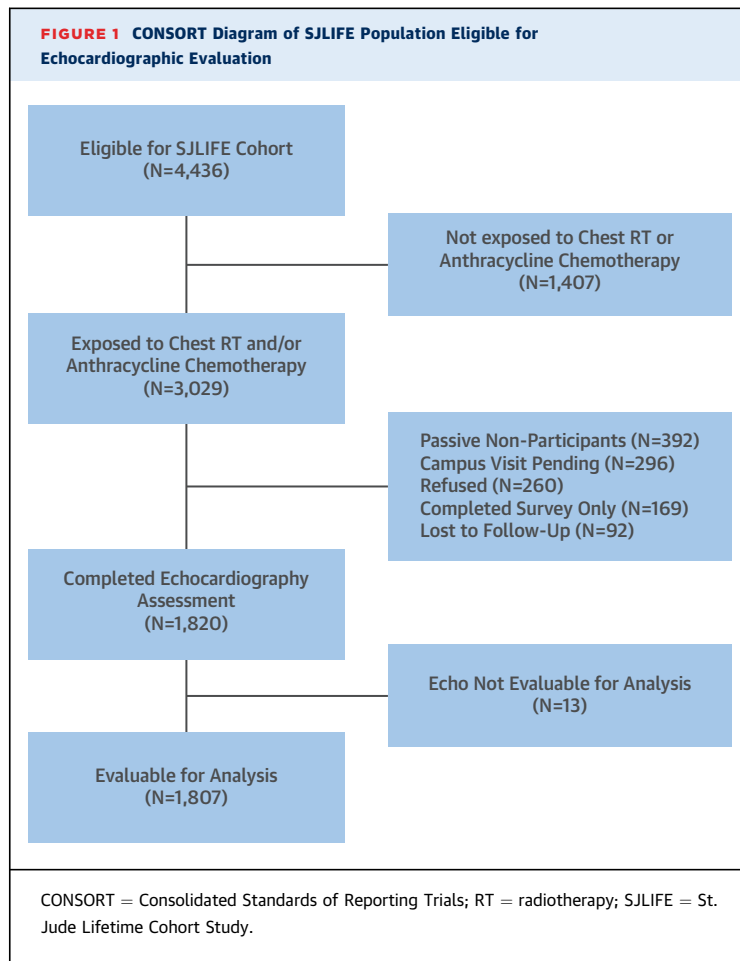 FIGURE 1 CONSORT Diagram of SJLIFE Population Eligible for
Echocardiographic Evaluation
Eligible for SJLIFE Cohort
(N=4,436)
Not exposed to Chest RT or
Anthracycline Chemotherapy
(N=1,407)
Exposed to Chest RT and/or
Anthracycline Chemotherapy
(N=3,029)
Passive Non-Participants (N=392)
Campus Visit Pending (N=296)
Refused (N=260)
Completed Survey Only (N=169)
Lost to Follow-Up (N=92)
Completed Echocardiography
Assessment
(N=1,820)
Echo Not Evaluable for Analysis
(N=13)
Evaluable for Analysis
(N=1,807)
CONSORT = Consolidated Standards of Reporting Trials; RT = radiotherapy; SJLIFE = St.
Jude Lifetime Cohort Study.